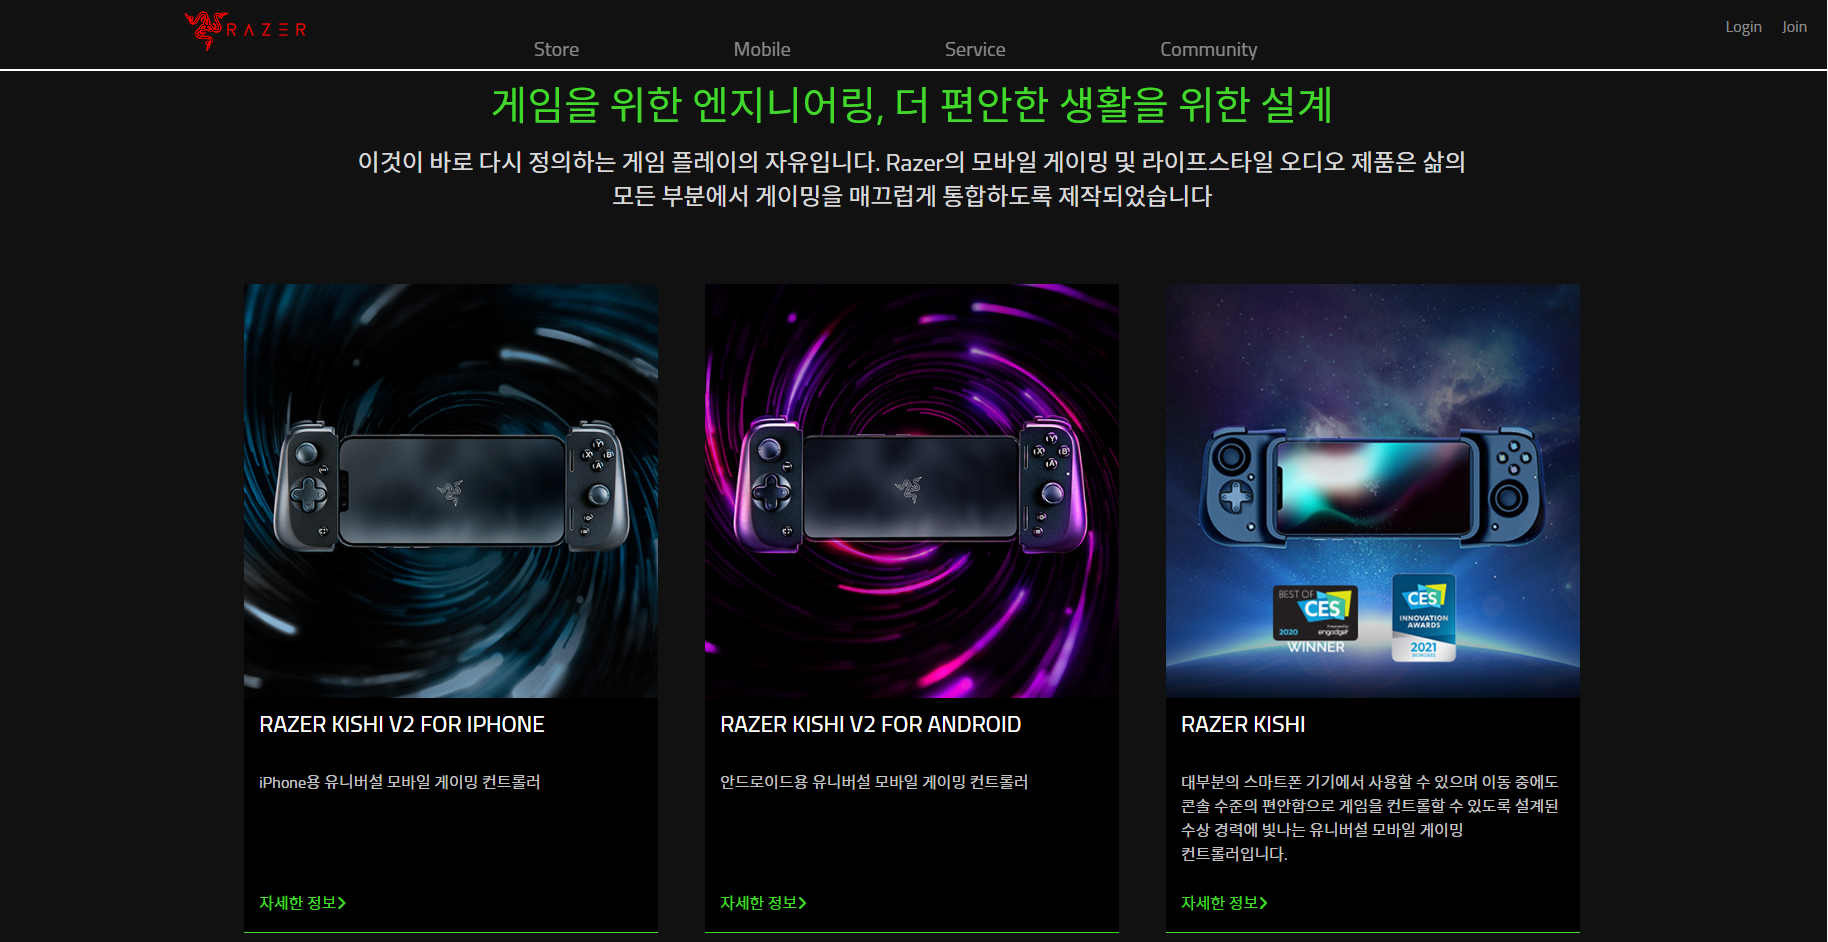 RAZER
Store Mobile Service Community
Login Join
게임을 위한 엔지니어링, 더 편안한 생활을 위한 설계
이것이 바로 다시 정의하는 게임 플레이의 자유입니다. Razer의 모바일 게이밍 및 라이프스타일 오디오 제품은 삶의
모든 부분에서 게이밍을 매끄럽게 통합하도록 제작되었습니다
Y
X B
A
Y
X B
A
BEST OF
CES
2020
Presented by
engadget
WINNER
CES
INNOVATION
AWARDS
2021
HONOREE
RAZER KISHI V2 FOR IPHONE
iPhone용 유니버설 모바일 게이밍 컨트롤러
자세한 정보
RAZER KISHI V2 FOR ANDROID
안드로이드용 유니버설 모바일 게이밍 컨트롤러
자세한 정보
RAZER KISHI
대부분의 스마트폰 기기에서 사용할 수 있으며 이동 중에도
콘솔 수준의 편안함으로 게임을 컨트롤할 수 있도록 설계된
수상 경력에 빛나는 유니버설 모바일 게이밍
컨트롤러입니다.
자세한 정보